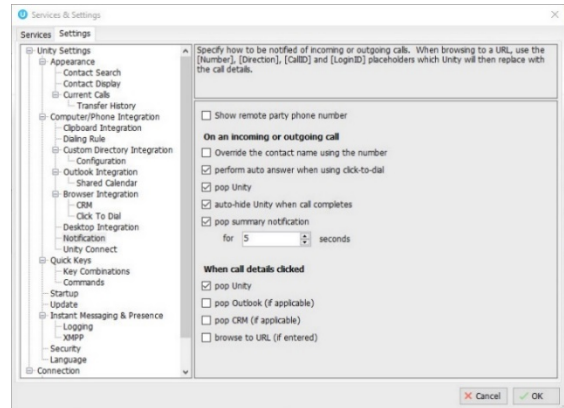 Services & Settings
Services Settings
Unity Settings
Appearance
Contact Search
Contact Display
Current Calls
Transfer History
Computer/Phone Integration
Clipboard Integration
Dialing Rule
Custom Directory Integration
Configuration
Outlook Integration
Shared Calendar
Browser Integration
CRM
Click To Dial
Desktop Integration
Notification
Unity Connect
Quick Keys
Key Combinations
Commands
Startup
Update
Instant Messaging & Presence
Logging
XMPP
Security
Language
Connection
Specify how to be notified of incoming or outgoing calls. When browsing to a URL, use the
[Number], [Direction], [CallID] and [LoginID] placeholders which Unity will then replace with
the call details.
Show remote party phone number
On an incoming or outgoing call
Override the contact name using the number
perform auto answer when using click-to-dial
pop Unity
auto-hide Unity when call completes
pop summary notification
for 5 seconds
When call details clicked
pop Unity
pop Outlook (if applicable)
pop CRM (if applicable)
browse to URL (if entered)
Cancel OK